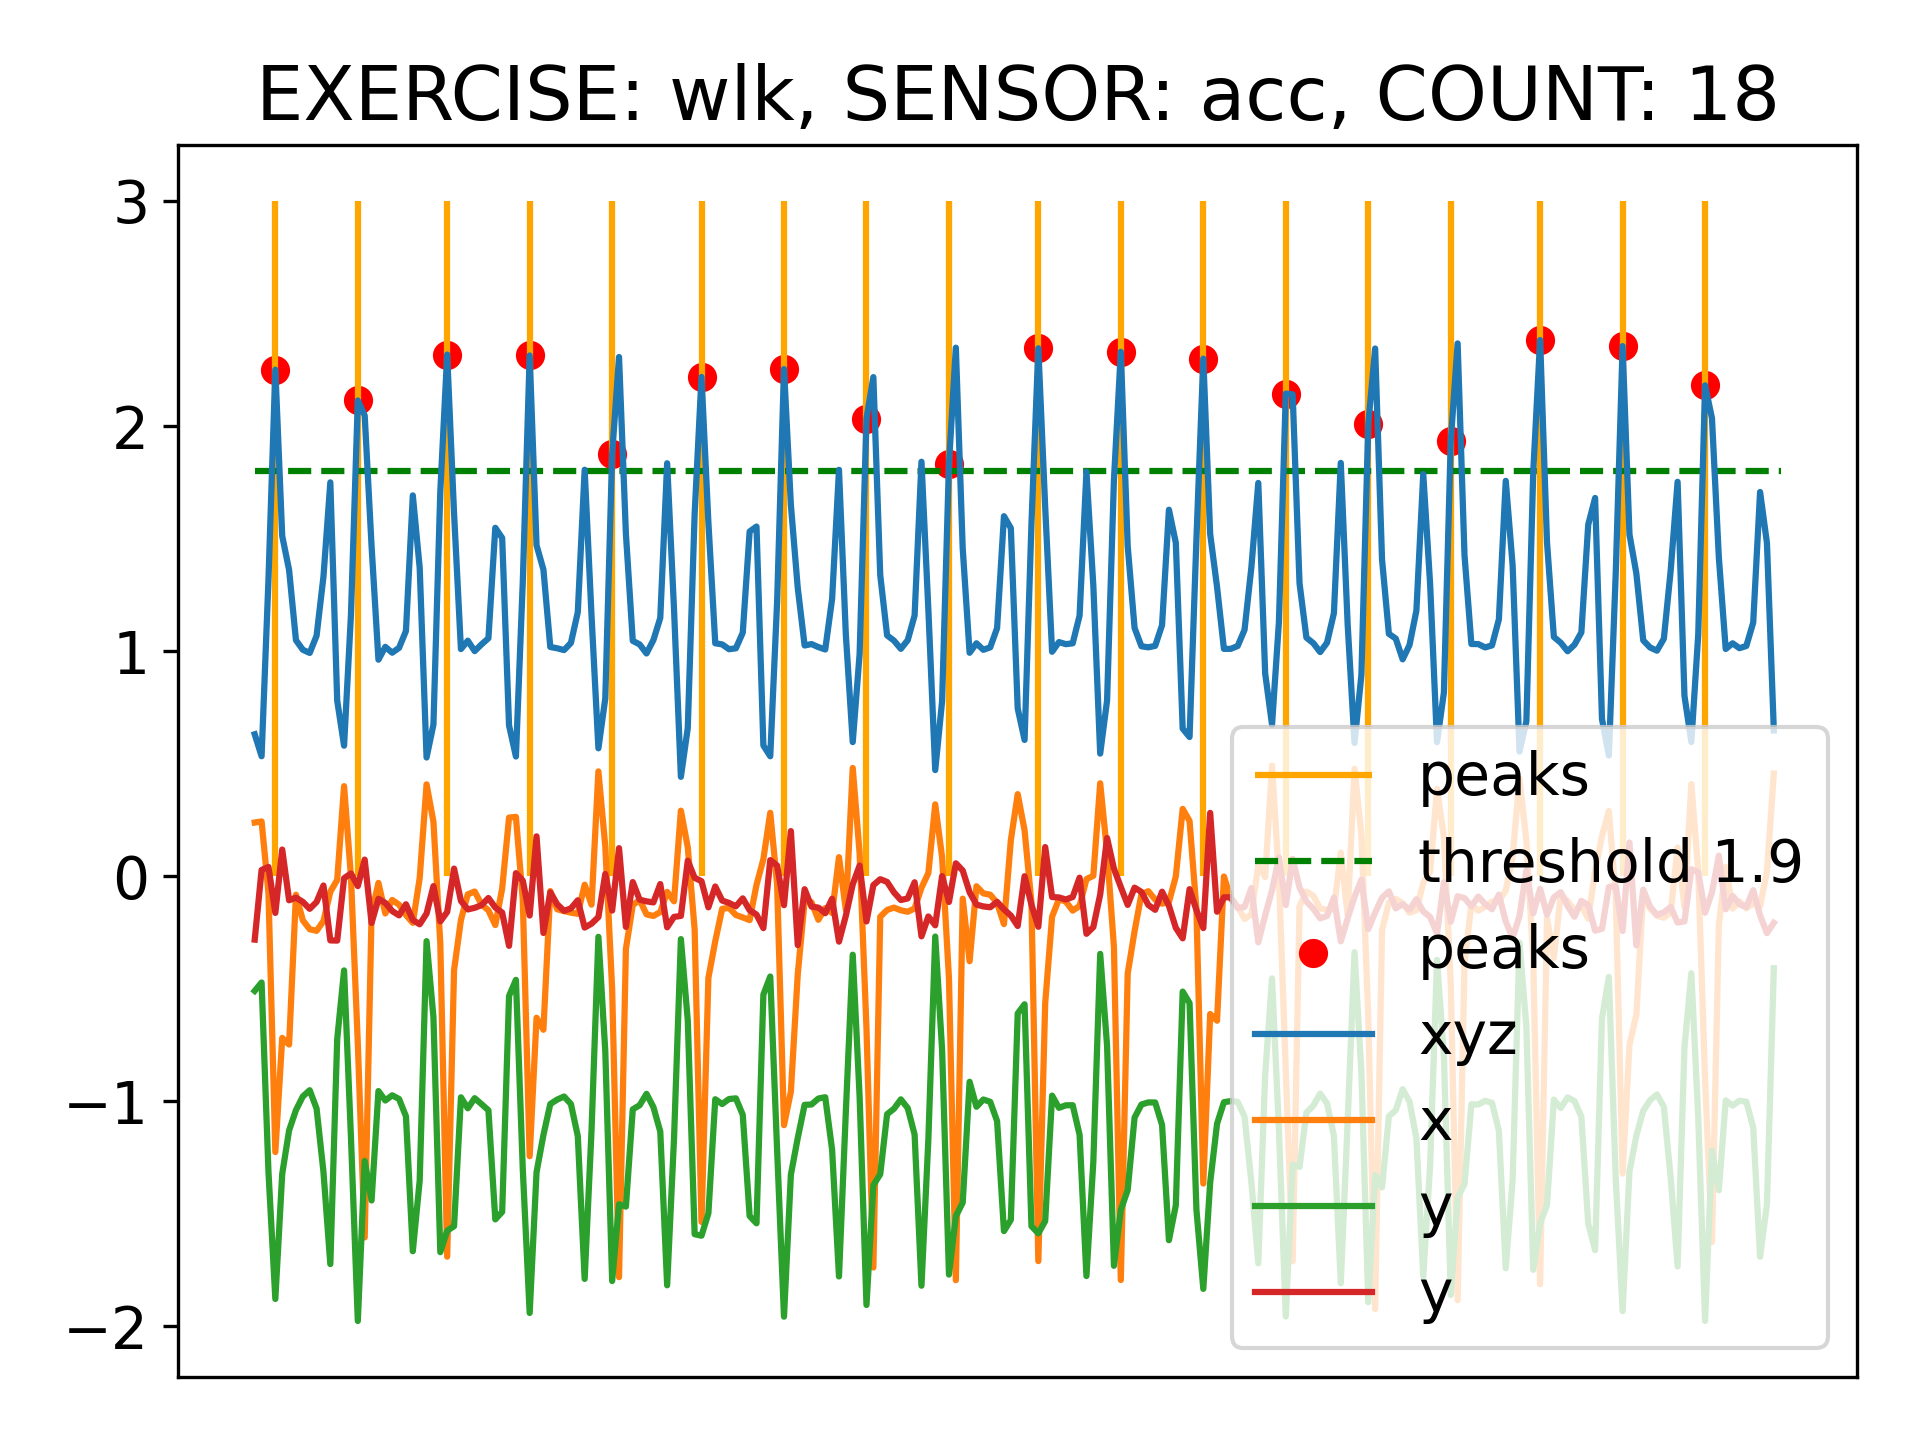 EXERCISE: wlk, SENSOR: acc, COUNT: 18
3
2
1
0
−1
−2
peaks
threshold 1.9
peaks
xyz
x
y
y